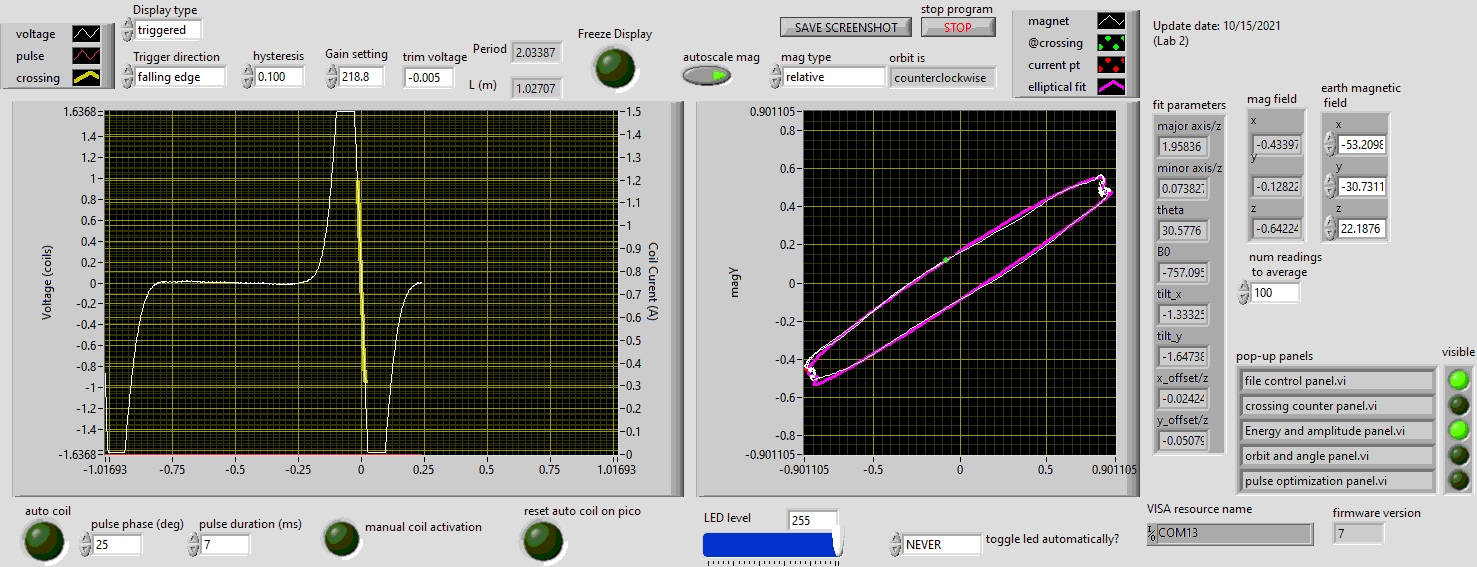 voltage
pulse
crossing
Display type
triggered
Trigger direction
falling edge
hysteresis
0.100
Gain setting
218.8
trim voltage
-0.005
Period
2.03387
L (m)
1.02707
Freeze Display
SAVE SCREENSHOT
stop program
STOP
autoscale mag
mag type
relative
orbit is
counterclockwise
magnet
@crossing
current pt
elliptical fit
Update date: 10/15/2021
(Lab 2)
Voltage (coils)
1.6368
1.4
1.2
1
0.8
0.6
0.4
0.2
0
-0.2
-0.4
-0.6
-0.8
-1
-1.2
-1.4
-1.6368
-1.01693
-0.75
-0.5
-0.25
0
0.25
0.5
0.75
1.01693
1.5
1.4
1.3
1.2
1.1
1
0.9
0.8
0.7
0.6
0.5
0.4
0.3
0.2
0.1
0
Coil Curent (A)
magy
0.901105
0.8
0.6
0.4
0.2
0
-0.2
-0.4
-0.6
-0.8
-0.901105
-0.901105
-0.5
0
0.5
0.901105
fit parameters
major axis/z
1.95836
minor axis/z
0.073827
theta
30.5776
B0
-757.095
tilt_x
-1.33325
tilt_y
-1.64738
x_offset/z
-0.02424
y_offset/z
-0.05079
mag field
x
-0.43397
y
-0.12822
z
-0.64224
earth magnetic
field
x
-53.2098
y
-30.7311
z
22.1876
num readings
to average
100
pop-up panels
visible
file control panel.vi
crossing counter panel.vi
Energy and amplitude panel.vi
orbit and angle panel.vi
pulse optimization panel.vi
auto coil
pulse phase (deg)
25
pulse duration (ms)
7
manual coil activation
reset auto coil on pico
LED level
255
NEVER
toggle led automatically?
VISA resource name
I/O COM13
firmware version
7